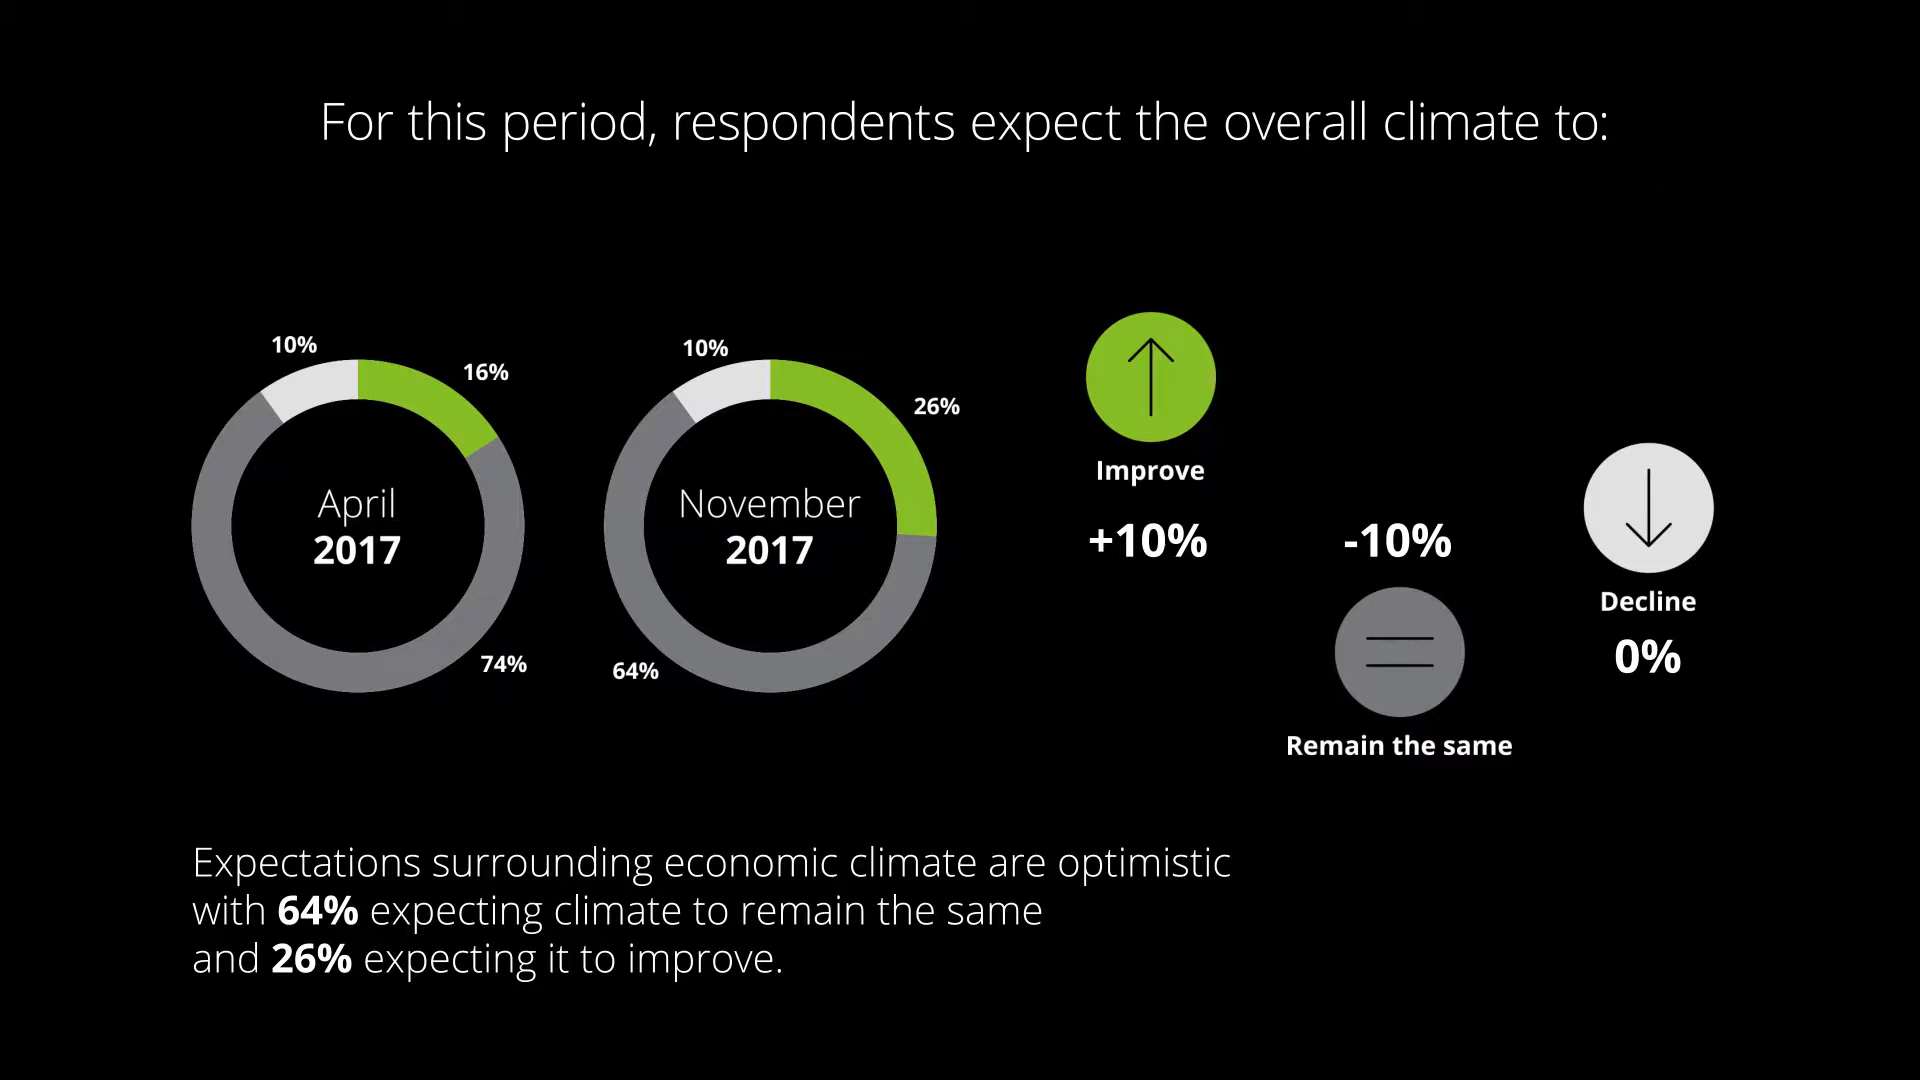 For this period, respondents expect the overall climate to:
10%
16%
April
2017
74%
10%
26%
November
2017
64%
Improve
+10%
-10%
Remain the same
Decline
0%
Expectations surrounding economic climate are optimistic
with 64% expecting climate to remain the same
and 26% expecting it to improve.